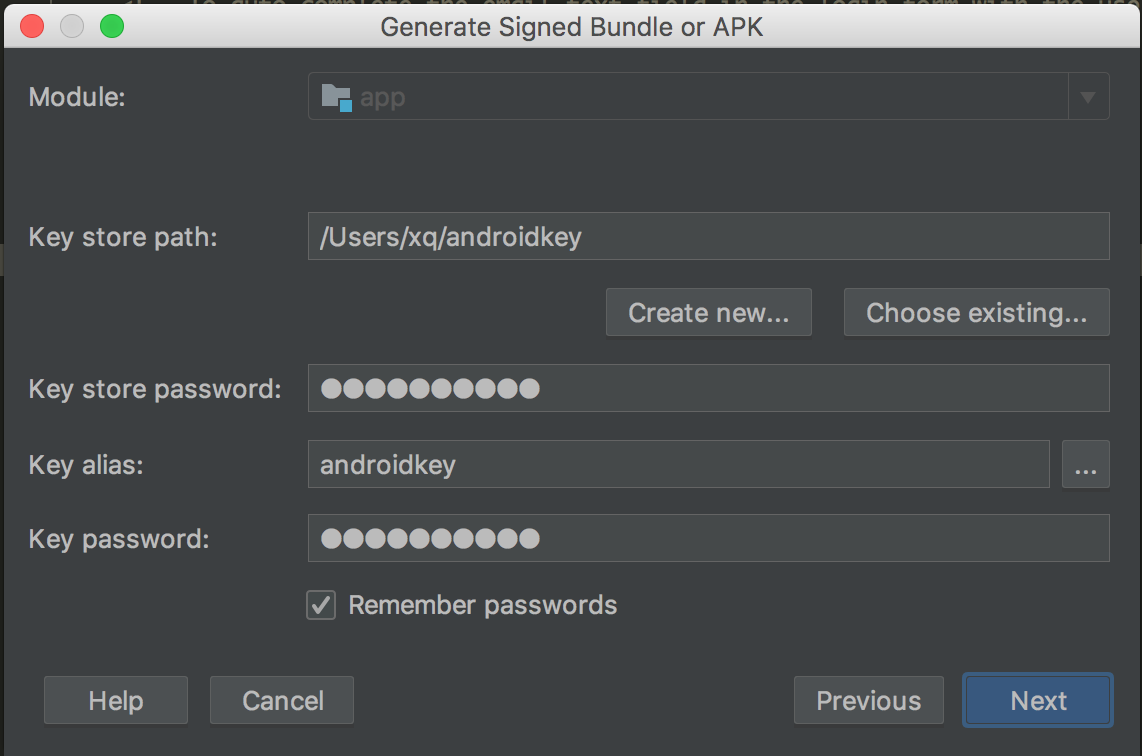 Generate Signed Bundle or APK
Module: app
Key store path: /Users/xq/androidkey
Create new... Choose existing...
Key store password: ●●●●●●●●●●
Key alias: androidkey ...
Key password: ●●●●●●●●●●
Remember passwords
Help Cancel Previous Next